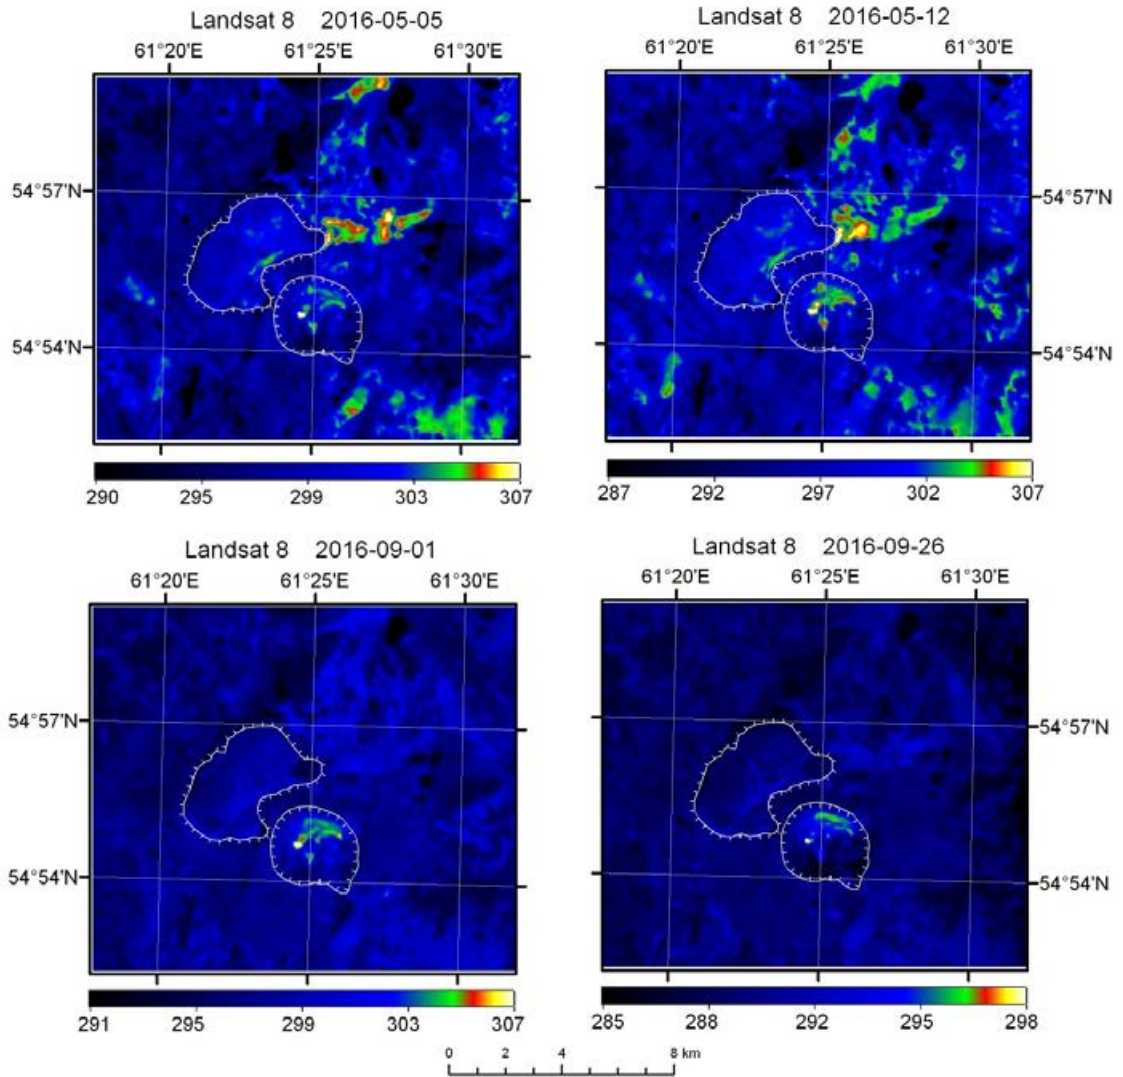 Landsat 8 2016-05-05
61°20'E 61°25'E 61°30'E
54°57'N
54°54'N
290 295 299 303 307
Landsat 8 2016-05-12
61°20'E 61°25'E 61°30'E
54°57'N
54°54'N
287 292 297 302 307
Landsat 8 2016-09-01
61°20'E 61°25'E 61°30'E
54°57'N
54°54'N
291 295 299 303 307
Landsat 8 2016-09-26
61°20'E 61°25'E 61°30'E
54°57'N
54°54'N
285 288 292 295 298
0 2 4 8 km